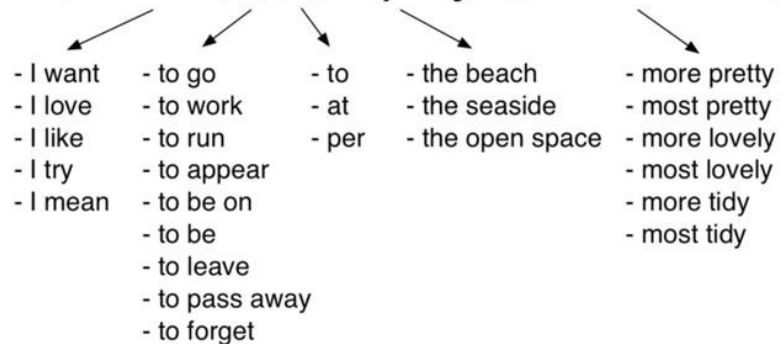 - I want
- I love
- I like
- I try
- I mean
- to go
- to work
- to run
- to appear
- to be on
- to be
- to leave
- to pass away
- to forget
- to
- at
- per
- the beach
- the seaside
- the open space
- more pretty
- most pretty
- more lovely
- most lovely
- more tidy
- most tidy